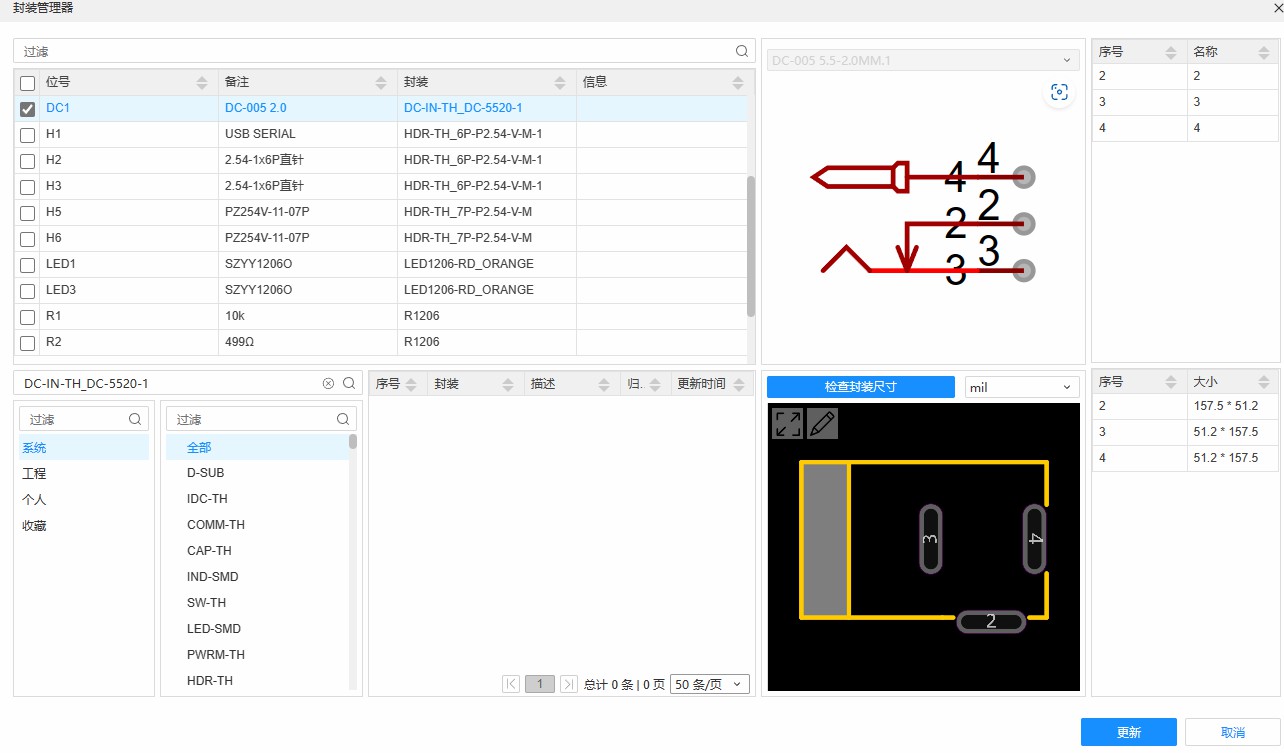 封装管理器
过滤
位号 备注 封装 信息
DC1 DC-005 2.0 DC-IN-TH_DC-5520-1
H1 USB SERIAL HDR-TH_6P-P2.54-V-M-1
H2 2.54-1x6P直针 HDR-TH_6P-P2.54-V-M-1
H3 2.54-1x6P直针 HDR-TH_6P-P2.54-V-M-1
H5 PZ254V-11-07P HDR-TH_7P-P2.54-V-M
H6 PZ254V-11-07P HDR-TH_7P-P2.54-V-M
LED1 SZYY1206O LED1206-RD_ORANGE
LED3 SZYY1206O LED1206-RD_ORANGE
R1 10k R1206
R2 499Ω R1206
DC-005 5.5-2.0MM.1
4 4
2 2
3 3
序号 名称
2 2
3 3
4 4
DC-IN-TH_DC-5520-1
过滤
系统
工程
个人
收藏
过滤
全部
D-SUB
IDC-TH
COMM-TH
CAP-TH
IND-SMD
SW-TH
LED-SMD
PWRM-TH
HDR-TH
序号 封装 描述 归. 更新时间
1 总计 0 条 | 0 页 50 条/页
检查封装尺寸 mil
3 4
2
序号 大小
2 157.5 * 51.2
3 51.2 * 157.5
4 51.2 * 157.5
更新 取消